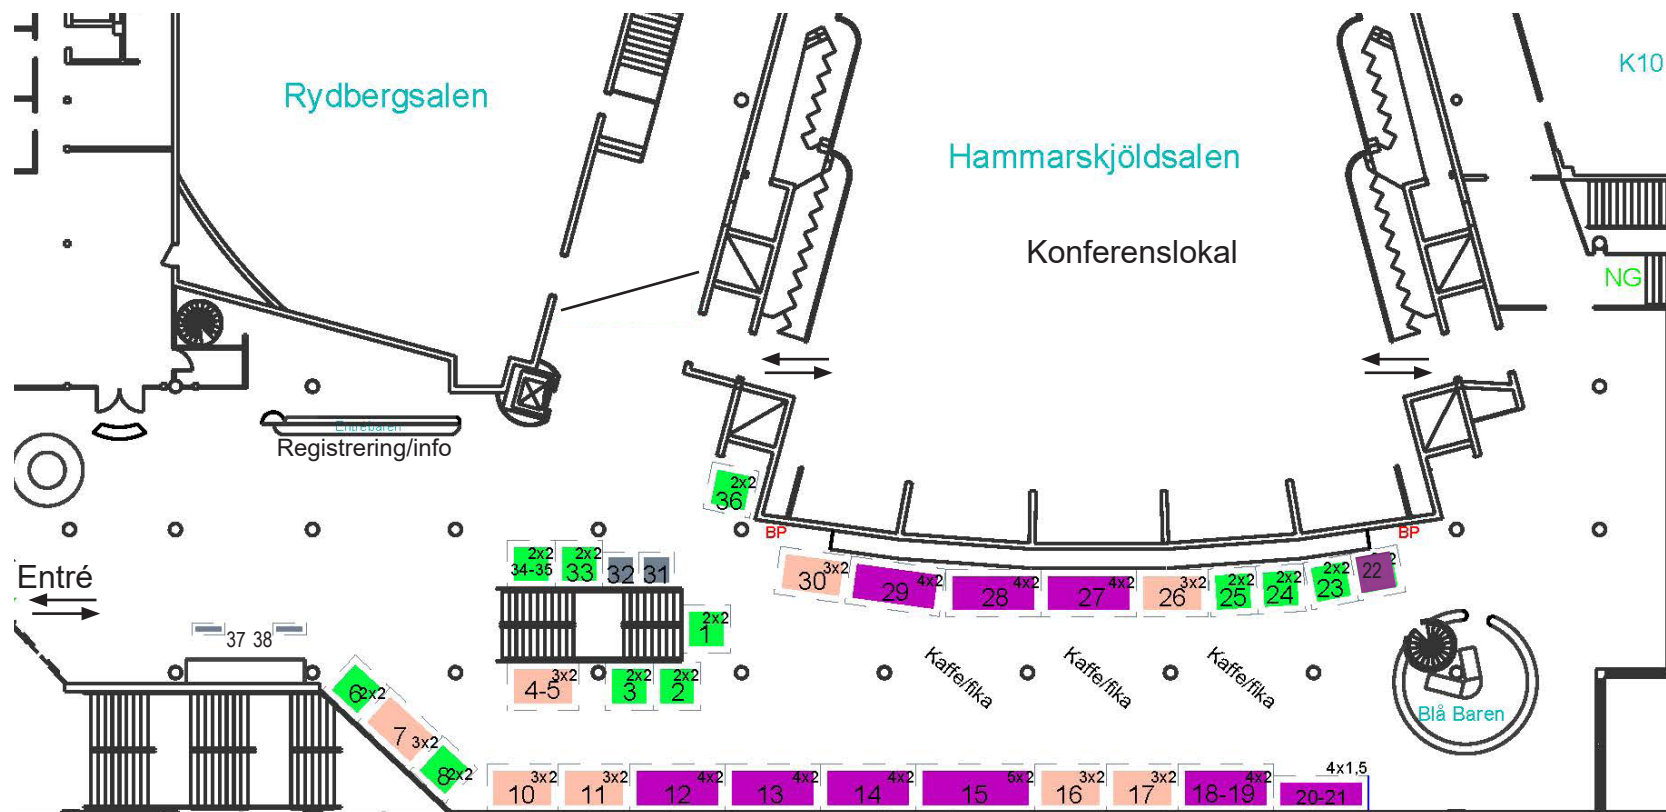 K10
Rydbergsalen
Hammarskjöldsalen
Konferenslokal
NG
Entrébaren
Registrering/info
2x2
36
BP
BP
2x2
34-35
2x2
33
32
31
3x2
30
4x2
29
4x2
28
4x2
27
3x2
26
2x2
25
2x2
24
2x2
23
22
2
Entré
37 38
2x2
1
3x2
4-5
2x2
3
2x2
2
Kaffe/fika
Kaffe/fika
Kaffe/fika
6
2x2
7
3x2
8
2x2
Blå Baren
3x2
10
3x2
11
4x2
12
4x2
13
4x2
14
5x2
15
3x2
16
3x2
17
4x2
18-19
4x1,5
20-21